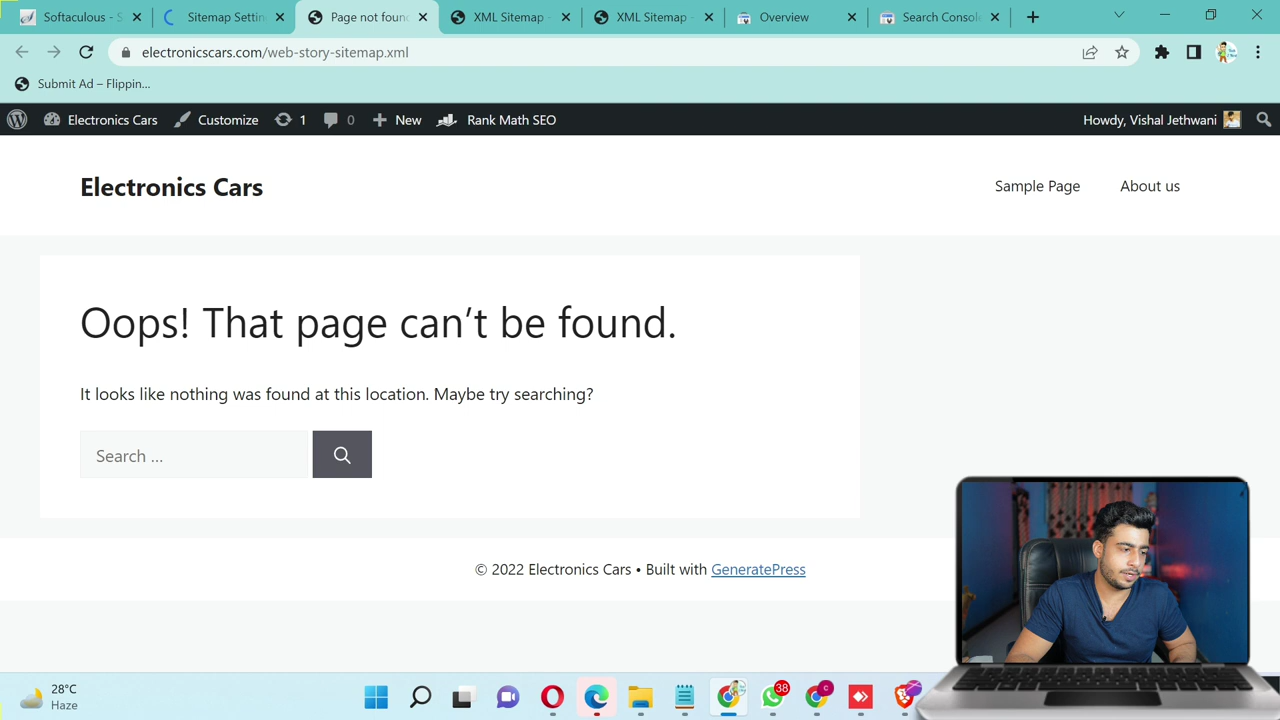 Softaculous - S
Sitemap Settin
Page not foun
XML Sitemap -
XML Sitemap -
Overview
Search Consol
electronicscars.com/web-story-sitemap.xml
Submit Ad – Flippin...
Electronics Cars
Customize
1
0
New
Rank Math SEO
Howdy, Vishal Jethwani
Electronics Cars
Sample Page
About us
Oops! That page can’t be found.
It looks like nothing was found at this location. Maybe try searching?
Search …
© 2022 Electronics Cars • Built with GeneratePress
28°C
Haze
38
C